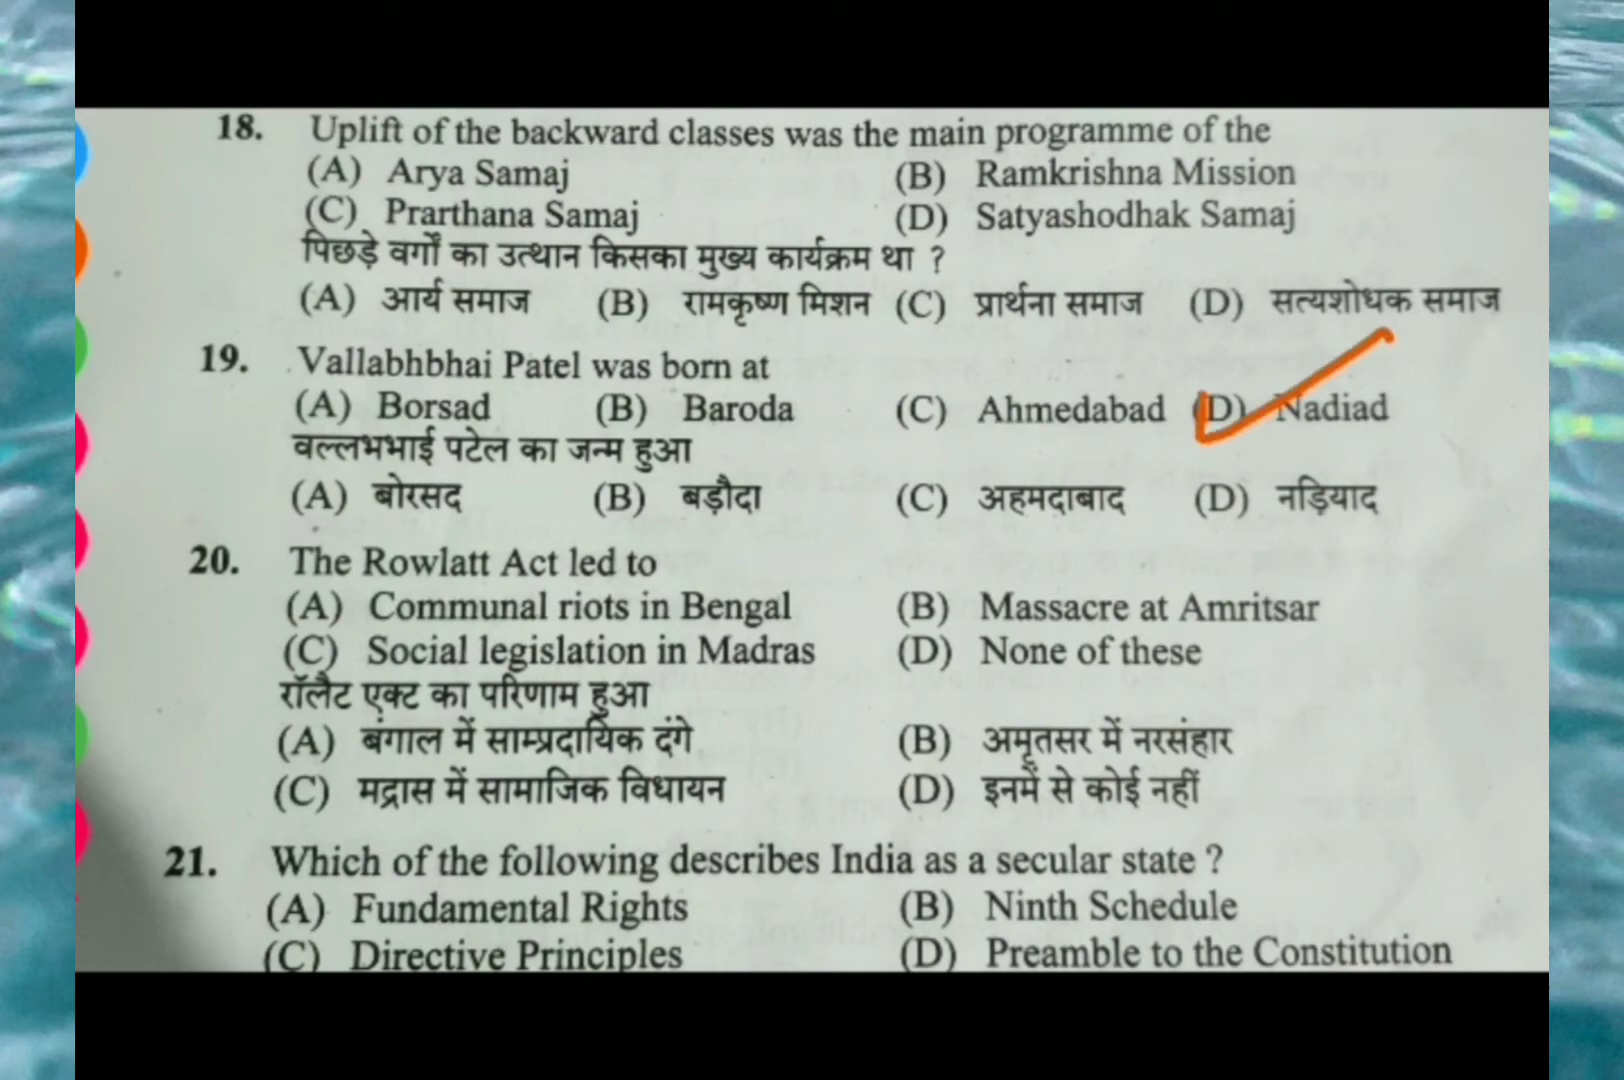 18. Uplift of the backward classes was the main programme of the
(A) Arya Samaj (B) Ramkrishna Mission
(C) Prarthana Samaj (D) Satyashodhak Samaj
पिछड़े वर्गों का उत्थान किसका मुख्य कार्यक्रम था ?
(A) आर्य समाज (B) रामकृष्ण मिशन (C) प्रार्थना समाज (D) सत्यशोधक समाज
19. Vallabhbhai Patel was born at
(A) Borsad (B) Baroda (C) Ahmedabad (D) Nadiad
वल्लभभाई पटेल का जन्म हुआ
(A) बोरसद (B) बड़ौदा (C) अहमदाबाद (D) नड़ियाद
20. The Rowlatt Act led to
(A) Communal riots in Bengal (B) Massacre at Amritsar
(C) Social legislation in Madras (D) None of these
रॉलैट एक्ट का परिणाम हुआ
(A) बंगाल में साम्प्रदायिक दंगे (B) अमृतसर में नरसंहार
(C) मद्रास में सामाजिक विधायन (D) इनमें से कोई नहीं
21. Which of the following describes India as a secular state ?
(A) Fundamental Rights (B) Ninth Schedule
(C) Directive Principles (D) Preamble to the Constitution